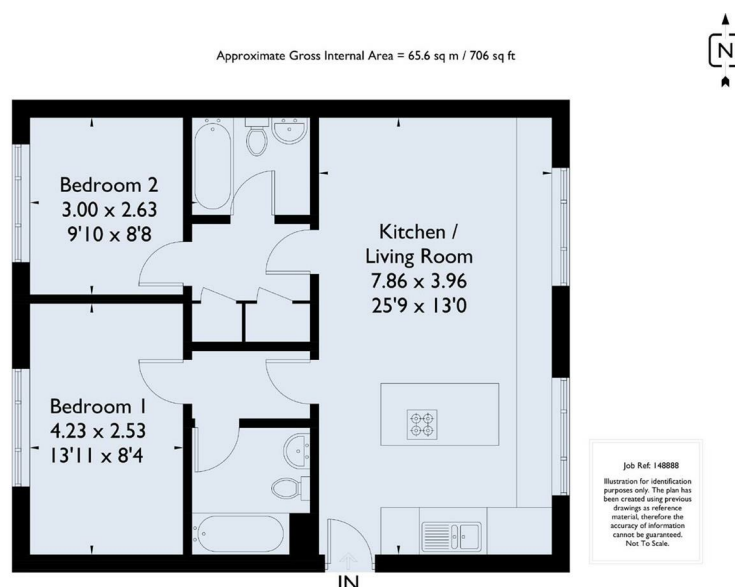 Approximate Gross Internal Area = 65.6 sq m / 706 sq ft
N
Bedroom 2
3.00 x 2.63
9'10 x 8'8
Kitchen /
Living Room
7.86 x 3.96
25'9 x 13'0
Bedroom 1
4.23 x 2.53
13'11 x 8'4
IN
Job Ref: 148888
Illustration for identification
purposes only. The plan has
been created using previous
drawings as reference
material, therefore the
accuracy of information
cannot be guaranteed.
Not To Scale.